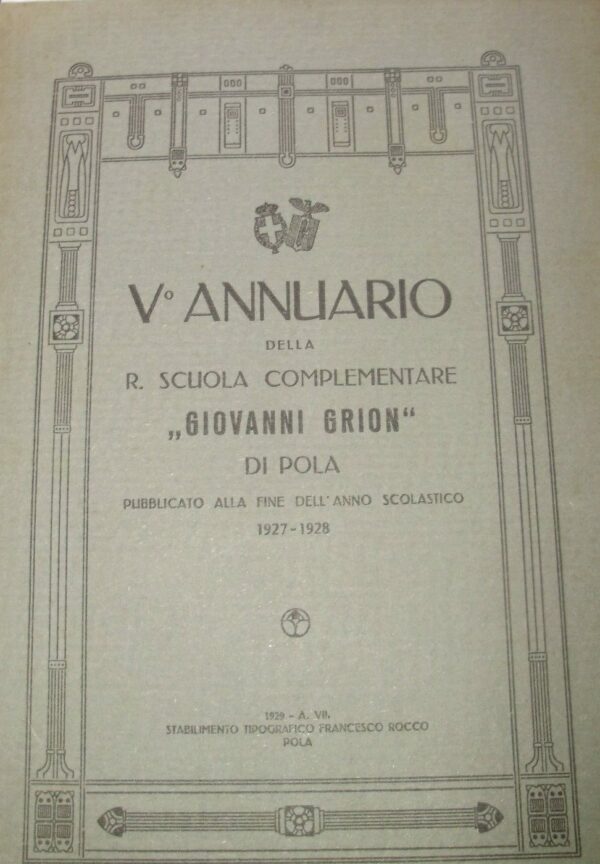 V° ANNUARIO
DELLA
R. SCUOLA COMPLEMENTARE
„GIOVANNI GRION“
DI POLA
PUBBLICATO ALLA FINE DELL'ANNO SCOLASTICO
1927-1928
1929 - A. VII.
STABILIMENTO TIPOGRAFICO FRANCESCO ROCCO
POLA